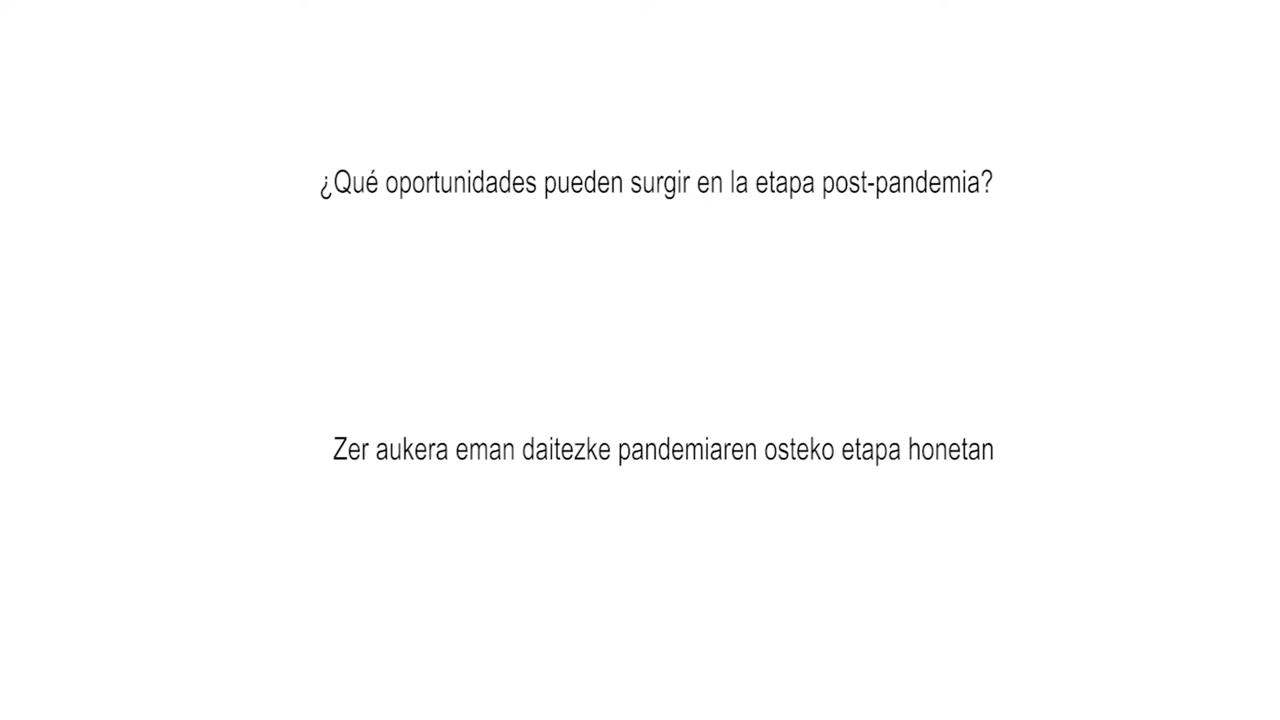 ¿Qué oportunidades pueden surgir en la etapa post-pandemia?
Zer aukera eman daitezke pandemiaren osteko etapa honetan